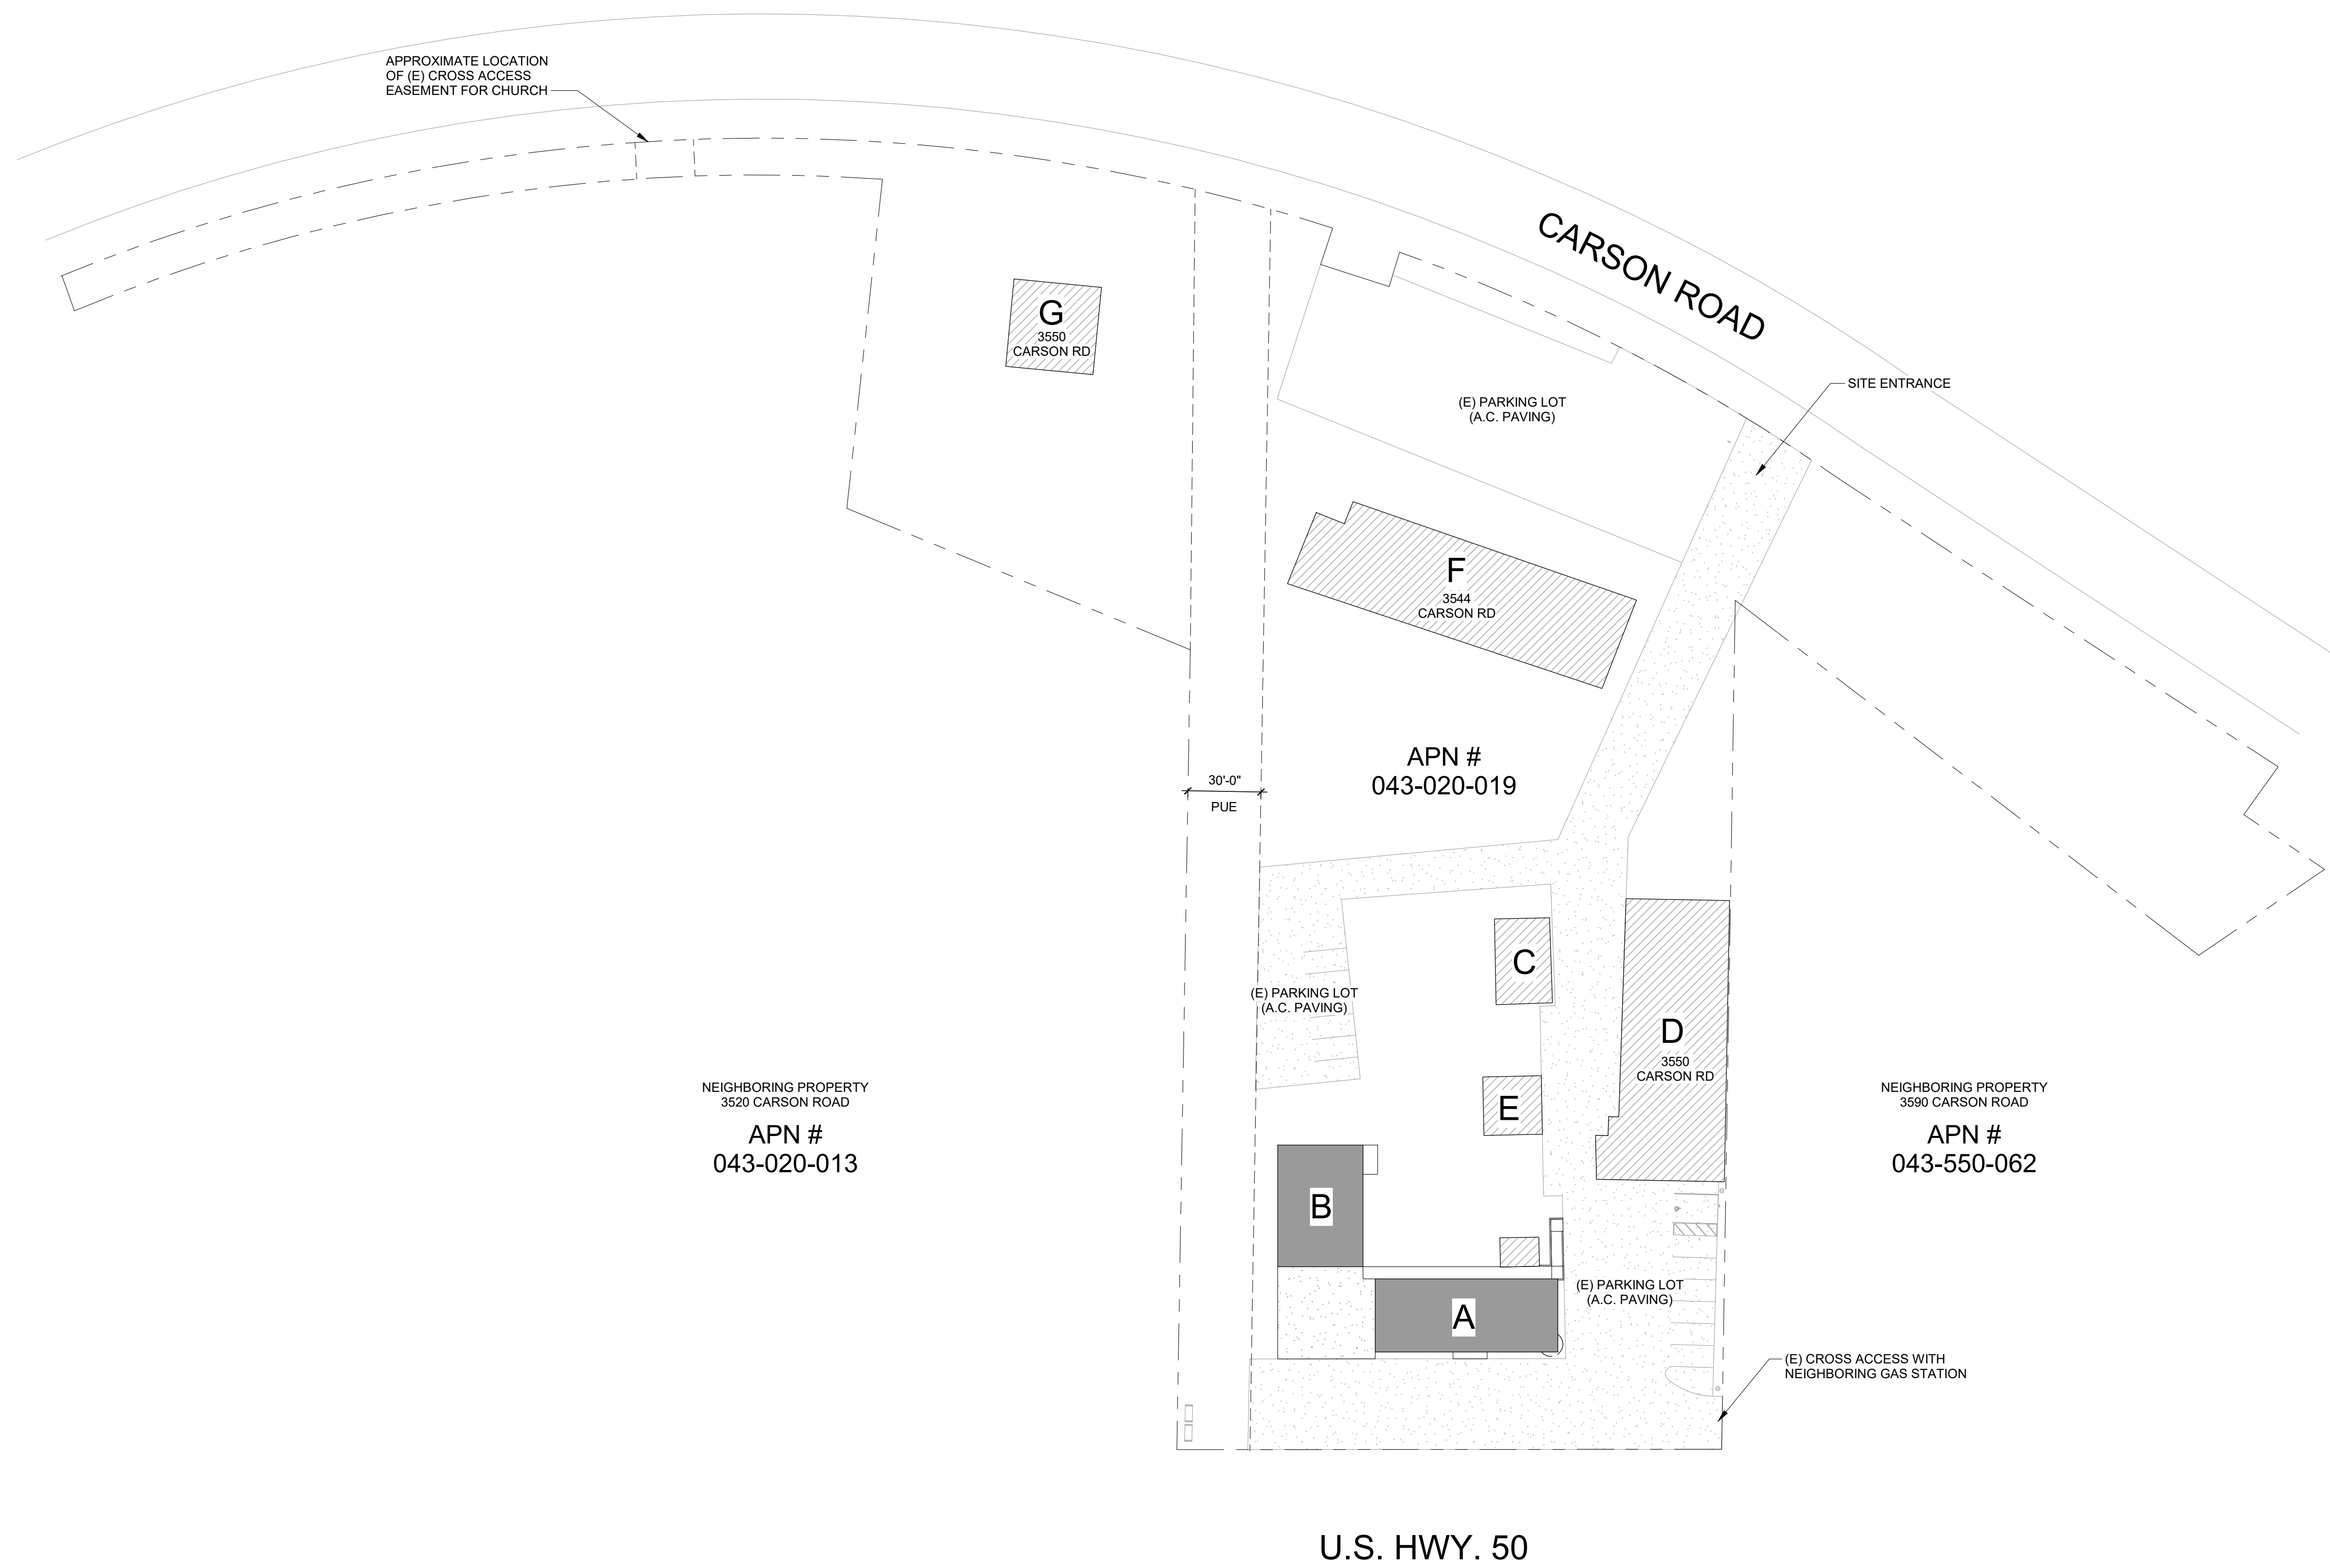 APPROXIMATE LOCATION
OF (E) CROSS ACCESS
EASEMENT FOR CHURCH
CARSON ROAD
G
3550
CARSON RD
SITE ENTRANCE
(E) PARKING LOT
(A.C. PAVING)
F
3544
CARSON RD
APN #
043-020-019
30'-0"
PUE
C
(E) PARKING LOT
(A.C. PAVING)
D
3550
CARSON RD
E
NEIGHBORING PROPERTY
3520 CARSON ROAD
APN #
043-020-013
NEIGHBORING PROPERTY
3590 CARSON ROAD
APN #
043-550-062
B
(E) PARKING LOT
(A.C. PAVING)
A
(E) CROSS ACCESS WITH
NEIGHBORING GAS STATION
U.S. HWY. 50